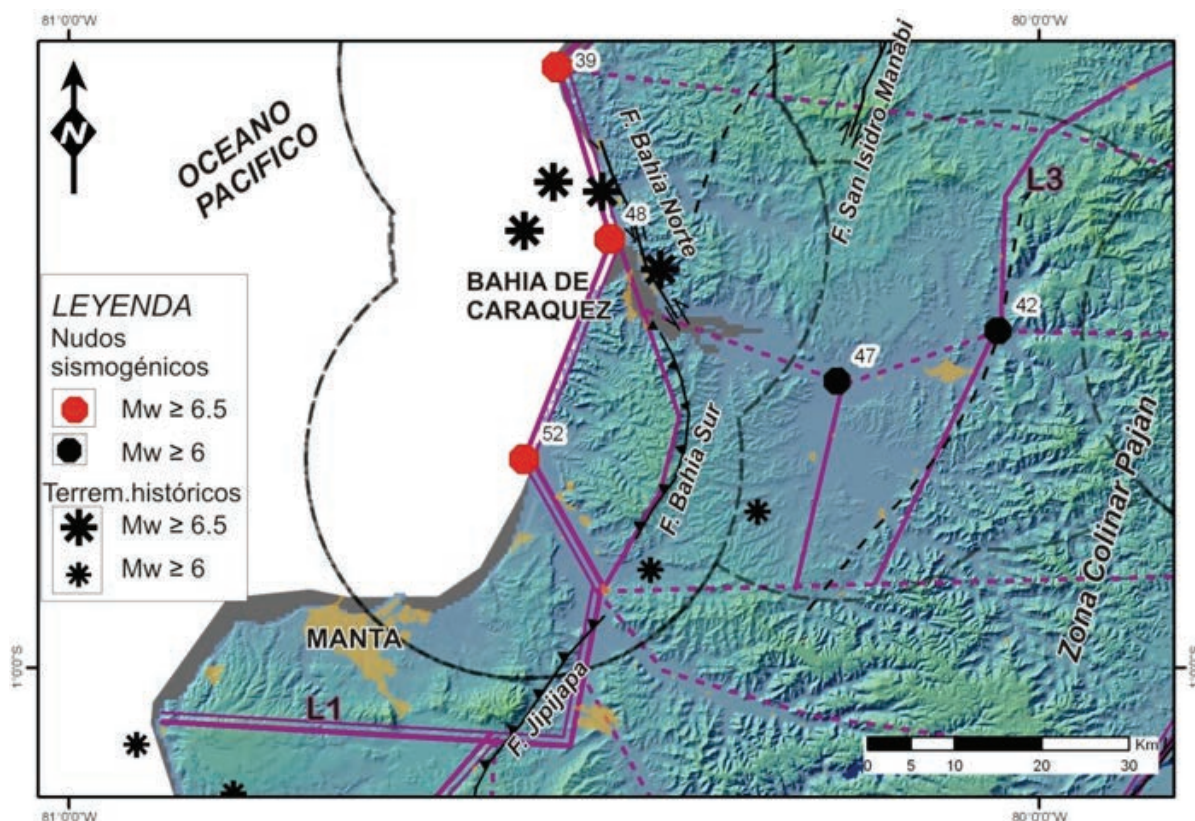 81°0'0"W
80°0'0"W
39
OCEANO
PACIFICO
F. Bahia Norte
F. San Isidro Manabi
L3
48
BAHIA DE
CARAQUEZ
42
47
LEYENDA
Nudos
sismogénicos
Mw ≥ 6.5
Mw ≥ 6
Terrem.históricos
Mw ≥ 6.5
Mw ≥ 6
52
F. Bahia Sur
Zona Colinar Pajan
MANTA
1°0'0"S
1°0'0"S
L1
F. Jipijapa
N
Km
0 5 10 20 30
81°0'0"W
80°0'0"W